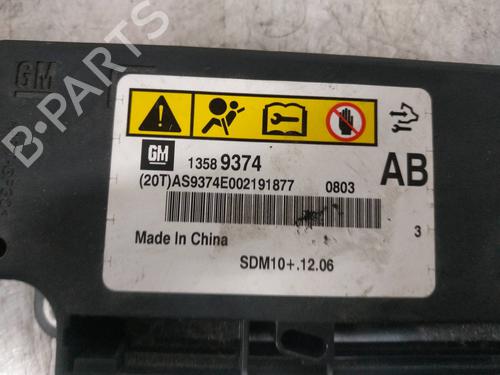 GM
B-PARTS
GM
1358 9374
AB
(20T)AS9374E002191877 0803
3
Made In China
SDM10+.12.06